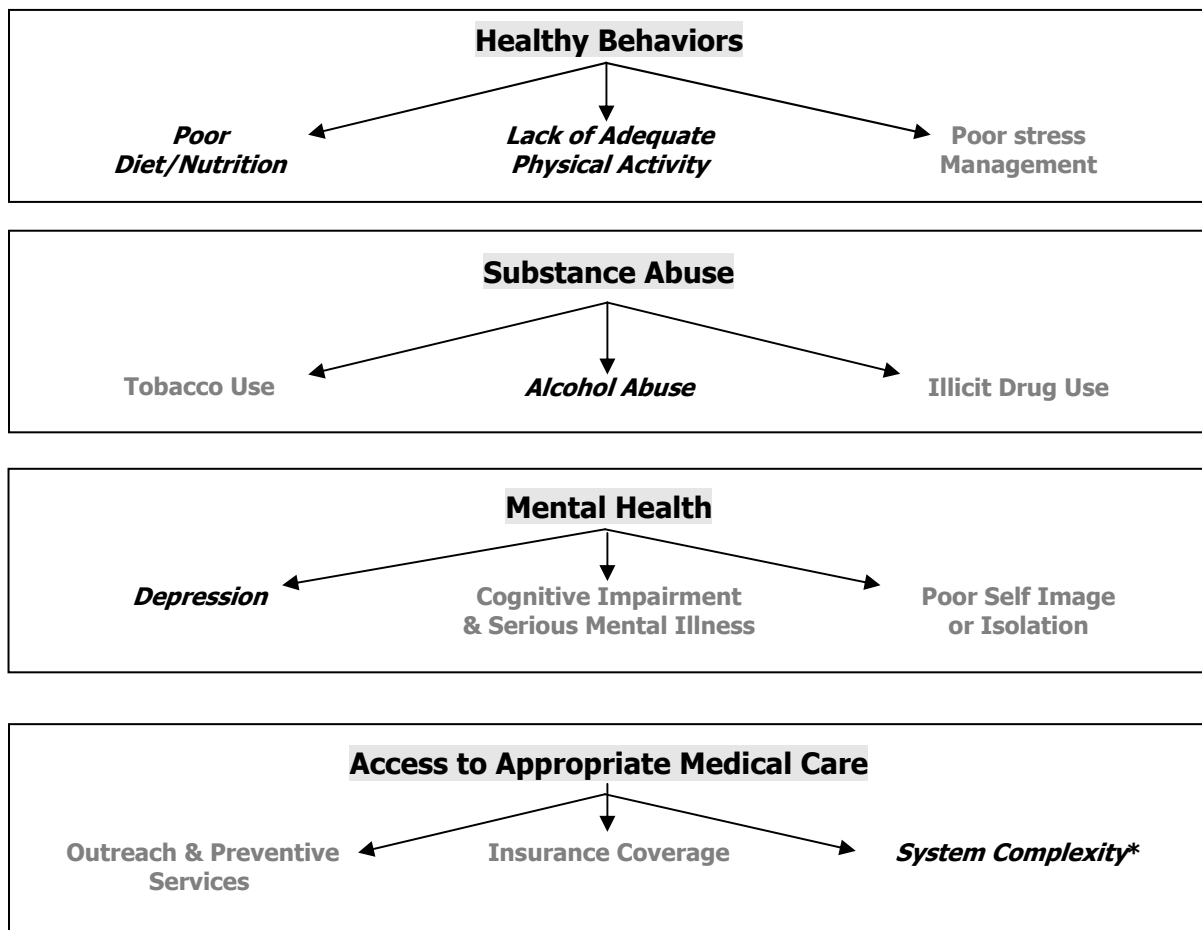 Healthy Behaviors
Poor
Diet/Nutrition
Lack of Adequate
Physical Activity
Poor stress
Management
Substance Abuse
Tobacco Use
Alcohol Abuse
Illicit Drug Use
Mental Health
Depression
Cognitive Impairment
& Serious Mental Illness
Poor Self Image
or Isolation
Access to Appropriate Medical Care
Outreach & Preventive
Services
Insurance Coverage
System Complexity*